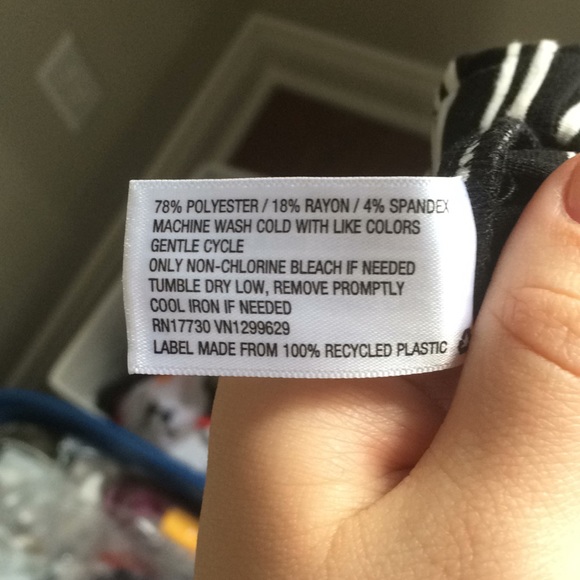 78% POLYESTER / 18% RAYON / 4% SPANDEX
MACHINE WASH COLD WITH LIKE COLORS
GENTLE CYCLE
ONLY NON-CHLORINE BLEACH IF NEEDED
TUMBLE DRY LOW, REMOVE PROMPTLY
COOL IRON IF NEEDED
RN17730 VN1299629
LABEL MADE FROM 100% RECYCLED PLASTIC